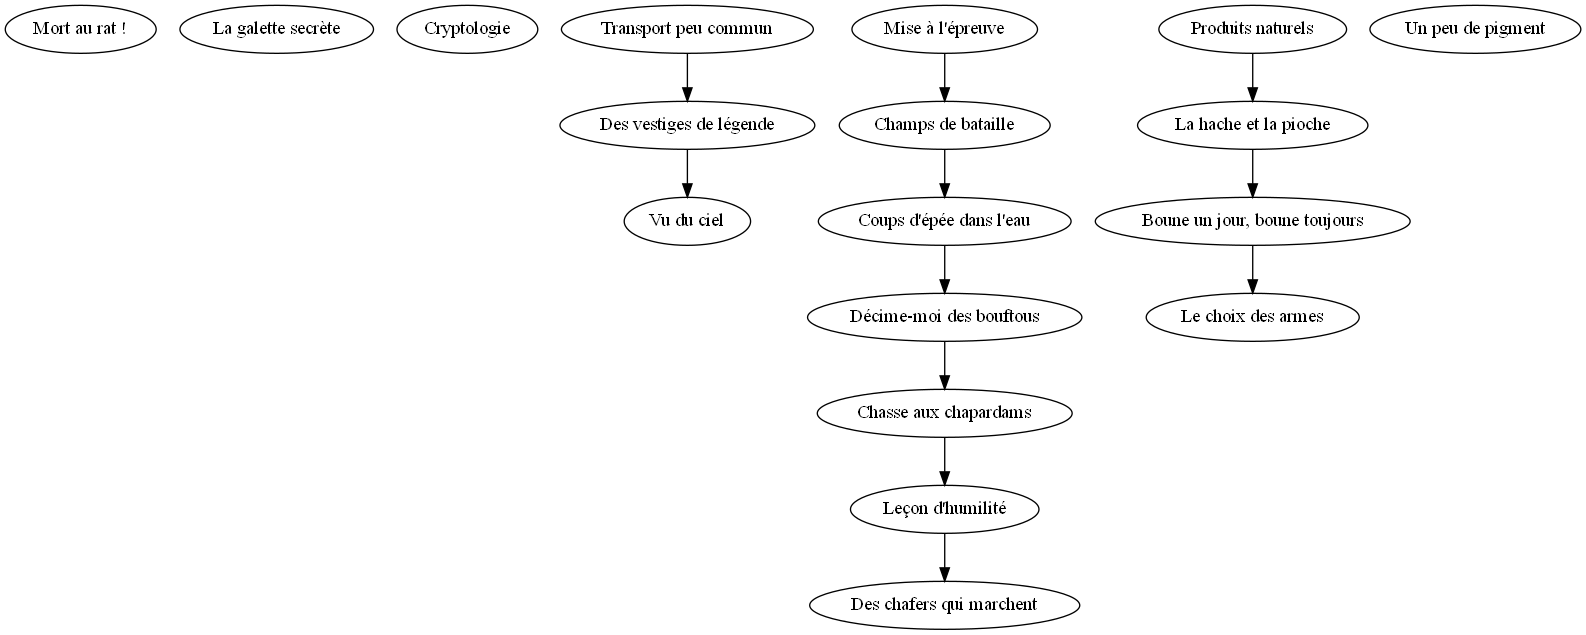 Mort au rat !
La galette secrète
Cryptologie
Transport peu commun
Mise à l'épreuve
Produits naturels
Un peu de pigment
Des vestiges de légende
Champs de bataille
La hache et la pioche
Vu du ciel
Coups d'épée dans l'eau
Boune un jour, boune toujours
Décime-moi des bouftous
Le choix des armes
Chasse aux chapardams
Leçon d'humilité
Des chafers qui marchent